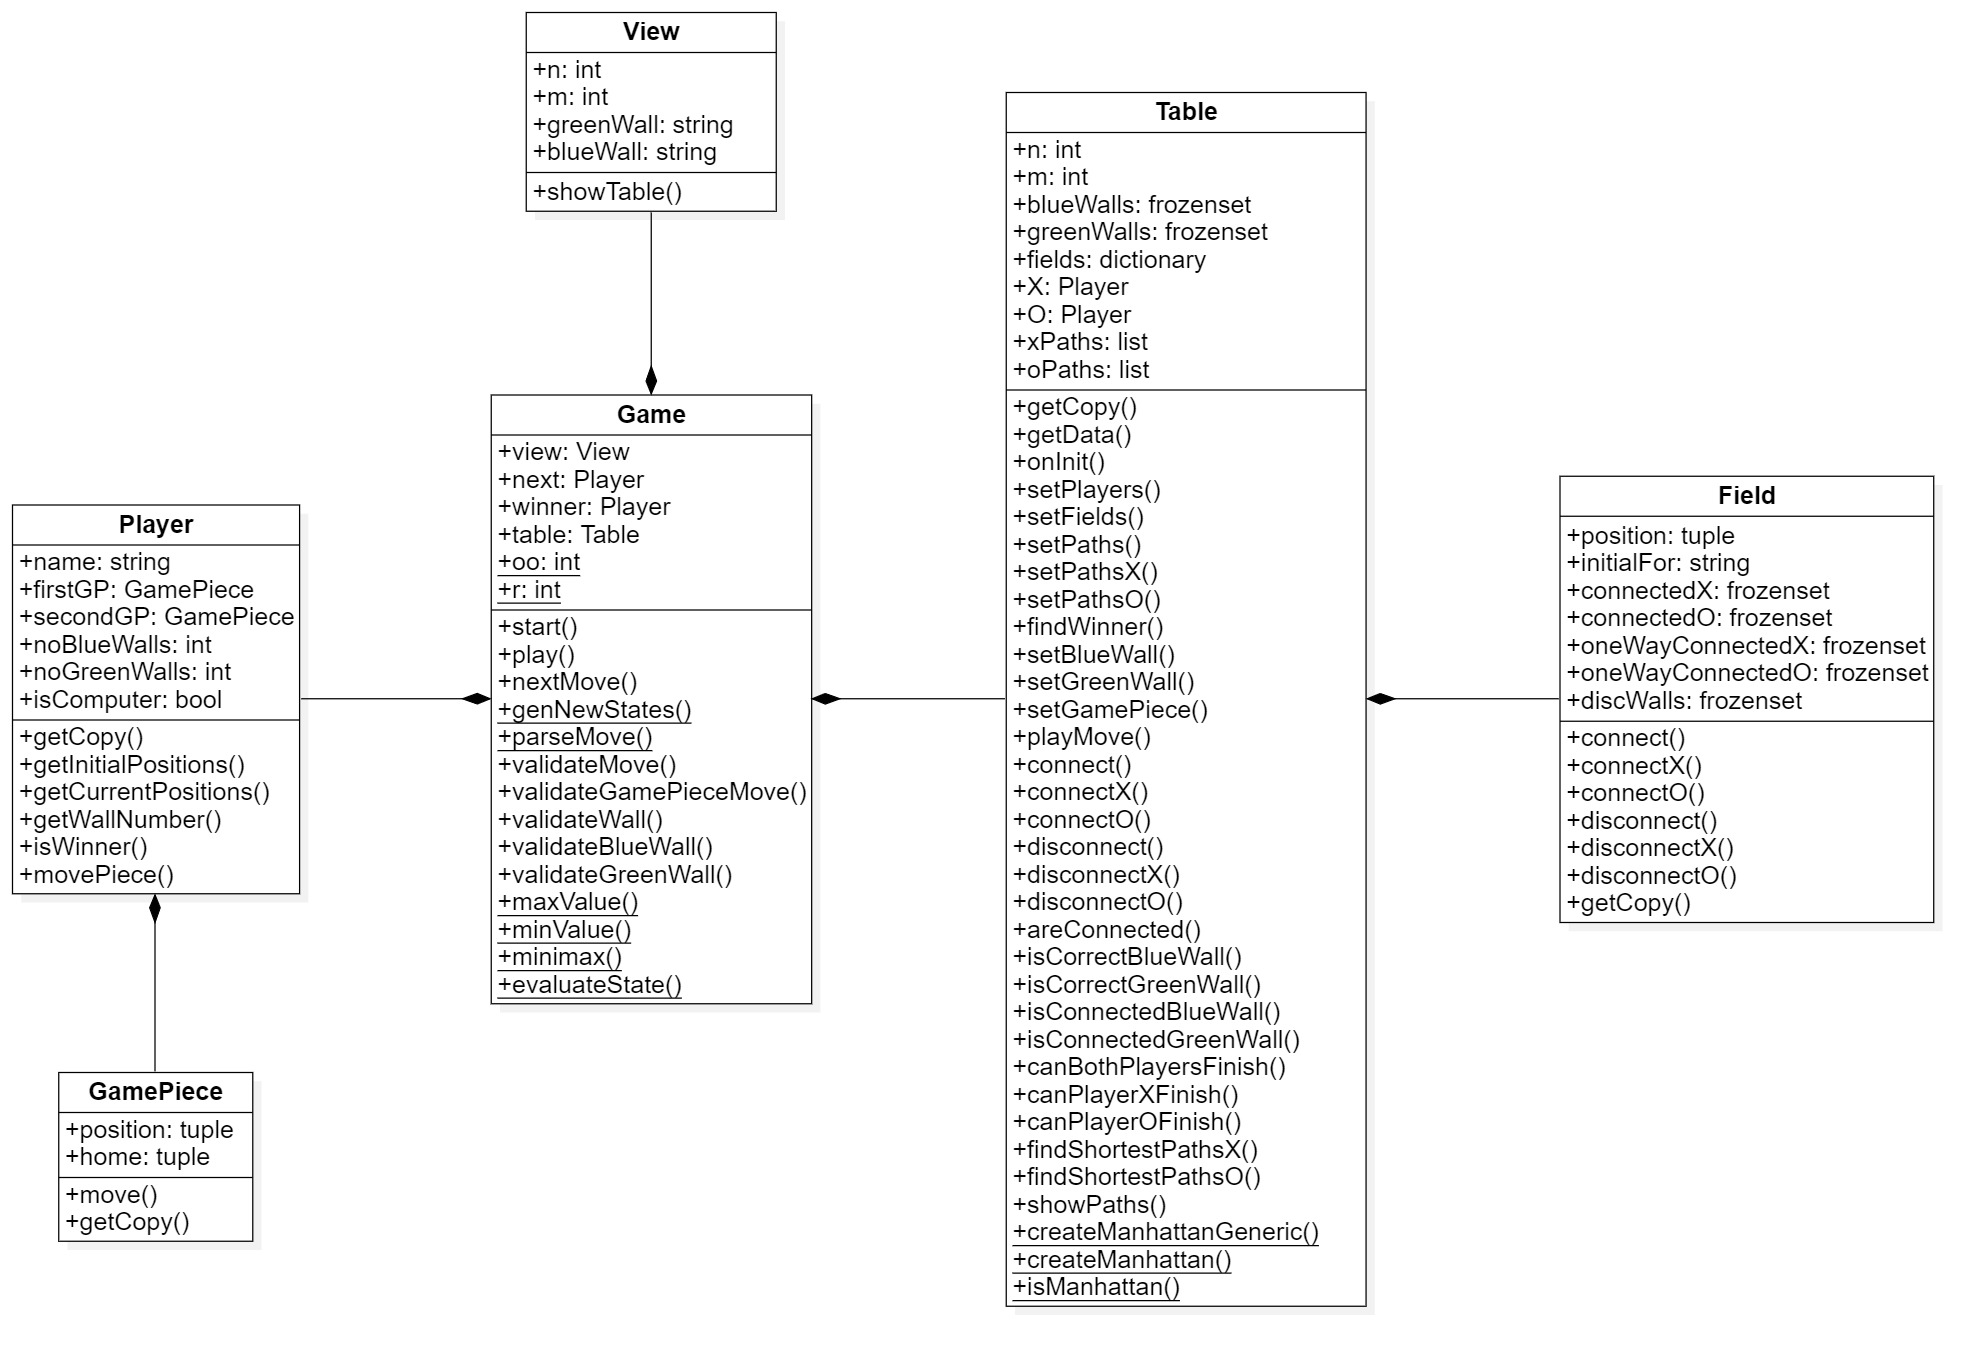 View
+n: int
+m: int
+greenWall: string
+blueWall: string
+showTable()
Table
+n: int
+m: int
+blueWalls: frozenset
+greenWalls: frozenset
+fields: dictionary
+X: Player
+O: Player
+xPaths: list
+oPaths: list
+getCopy()
+getData()
+onInit()
+setPlayers()
+setFields()
+setPaths()
+setPathsX()
+setPathsO()
+findWinner()
+setBlueWall()
+setGreenWall()
+setGamePiece()
+playMove()
+connect()
+connectX()
+connectO()
+disconnect()
+disconnectX()
+disconnectO()
+areConnected()
+isCorrectBlueWall()
+isCorrectGreenWall()
+isConnectedBlueWall()
+isConnectedGreenWall()
+canBothPlayersFinish()
+canPlayerXFinish()
+canPlayerOFinish()
+findShortestPathsX()
+findShortestPathsO()
+showPaths()
+createManhattanGeneric()
+createManhattan()
+isManhattan()
Game
+view: View
+next: Player
+winner: Player
+table: Table
+oo: int
+r: int
+start()
+play()
+nextMove()
+genNewStates()
+parseMove()
+validateMove()
+validateGamePieceMove()
+validateWall()
+validateBlueWall()
+validateGreenWall()
+maxValue()
+minValue()
+minimax()
+evaluateState()
Field
+position: tuple
+initialFor: string
+connectedX: frozenset
+connectedO: frozenset
+oneWayConnectedX: frozenset
+oneWayConnectedO: frozenset
+discWalls: frozenset
+connect()
+connectX()
+connectO()
+disconnect()
+disconnectX()
+disconnectO()
+getCopy()
Player
+name: string
+firstGP: GamePiece
+secondGP: GamePiece
+noBlueWalls: int
+noGreenWalls: int
+isComputer: bool
+getCopy()
+getInitialPositions()
+getCurrentPositions()
+getWallNumber()
+isWinner()
+movePiece()
GamePiece
+position: tuple
+home: tuple
+move()
+getCopy()